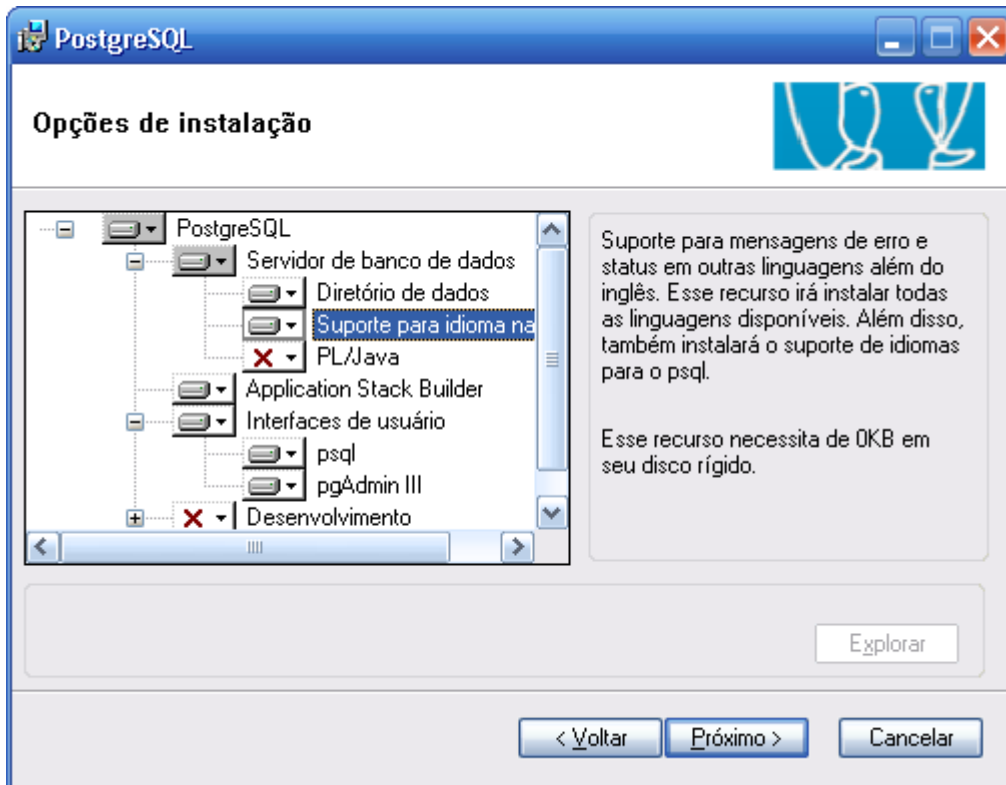 PostgreSQL
Opções de instalação
PostgreSQL
Servidor de banco de dados
Diretório de dados
Suporte para idioma na
PL/Java
Application Stack Builder
Interfaces de usuário
psql
pgAdmin III
Desenvolvimento
Suporte para mensagens de erro e
status em outras linguagens além do
inglês. Esse recurso irá instalar todas
as linguagens disponíveis. Além disso,
também instalará o suporte de idiomas
para o psql.
Esse recurso necessita de 0KB em
seu disco rígido.
Explorar
< Voltar
Próximo >
Cancelar